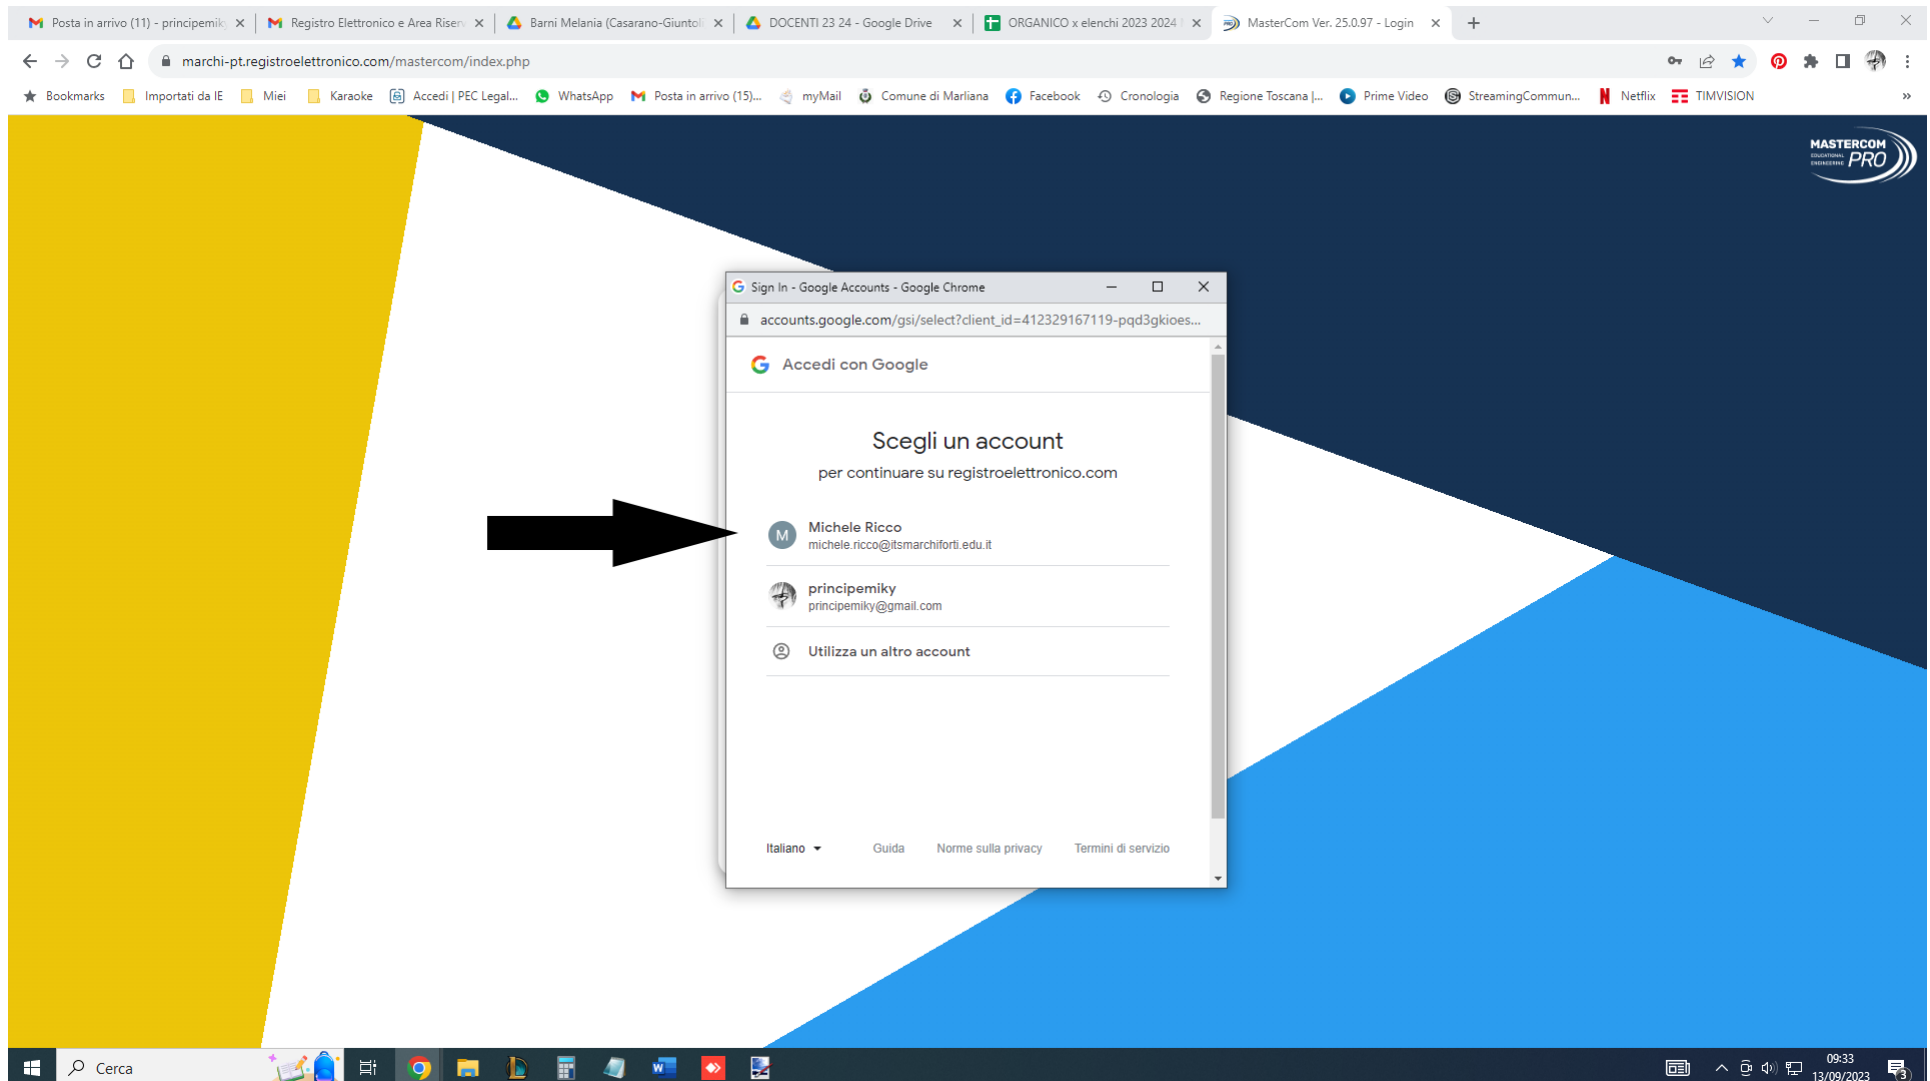 Posta in arrivo (11) - principemik
Registro Elettronico e Area Riserv
Barni Melania (Casarano-Giuntol
DOCENTI 23 24 - Google Drive
ORGANICO x elenchi 2023 2024
MasterCom Ver. 25.0.97 - Login
marchi-pt.registroelettronico.com/mastercom/index.php
Bookmarks
Importati da IE
Miei
Karaoke
Accedi | PEC Legal...
WhatsApp
Posta in arrivo (15)...
myMail
Comune di Marliana
Facebook
Cronologia
Regione Toscana |...
Prime Video
StreamingCommun...
Netflix
TIMVISION
MASTERCOM
EDUCATIONAL
ENGINEERING
PRO
Sign In - Google Accounts - Google Chrome
accounts.google.com/gsi/select?client_id=412329167119-pqd3gkioes...
Accedi con Google
Scegli un account
per continuare su registroelettronico.com
M
Michele Ricco
michele.ricco@itsmarchiforti.edu.it
principemiky
principemiky@gmail.com
Utilizza un altro account
Italiano
Guida
Norme sulla privacy
Termini di servizio
Cerca
09:33
13/09/2023
3